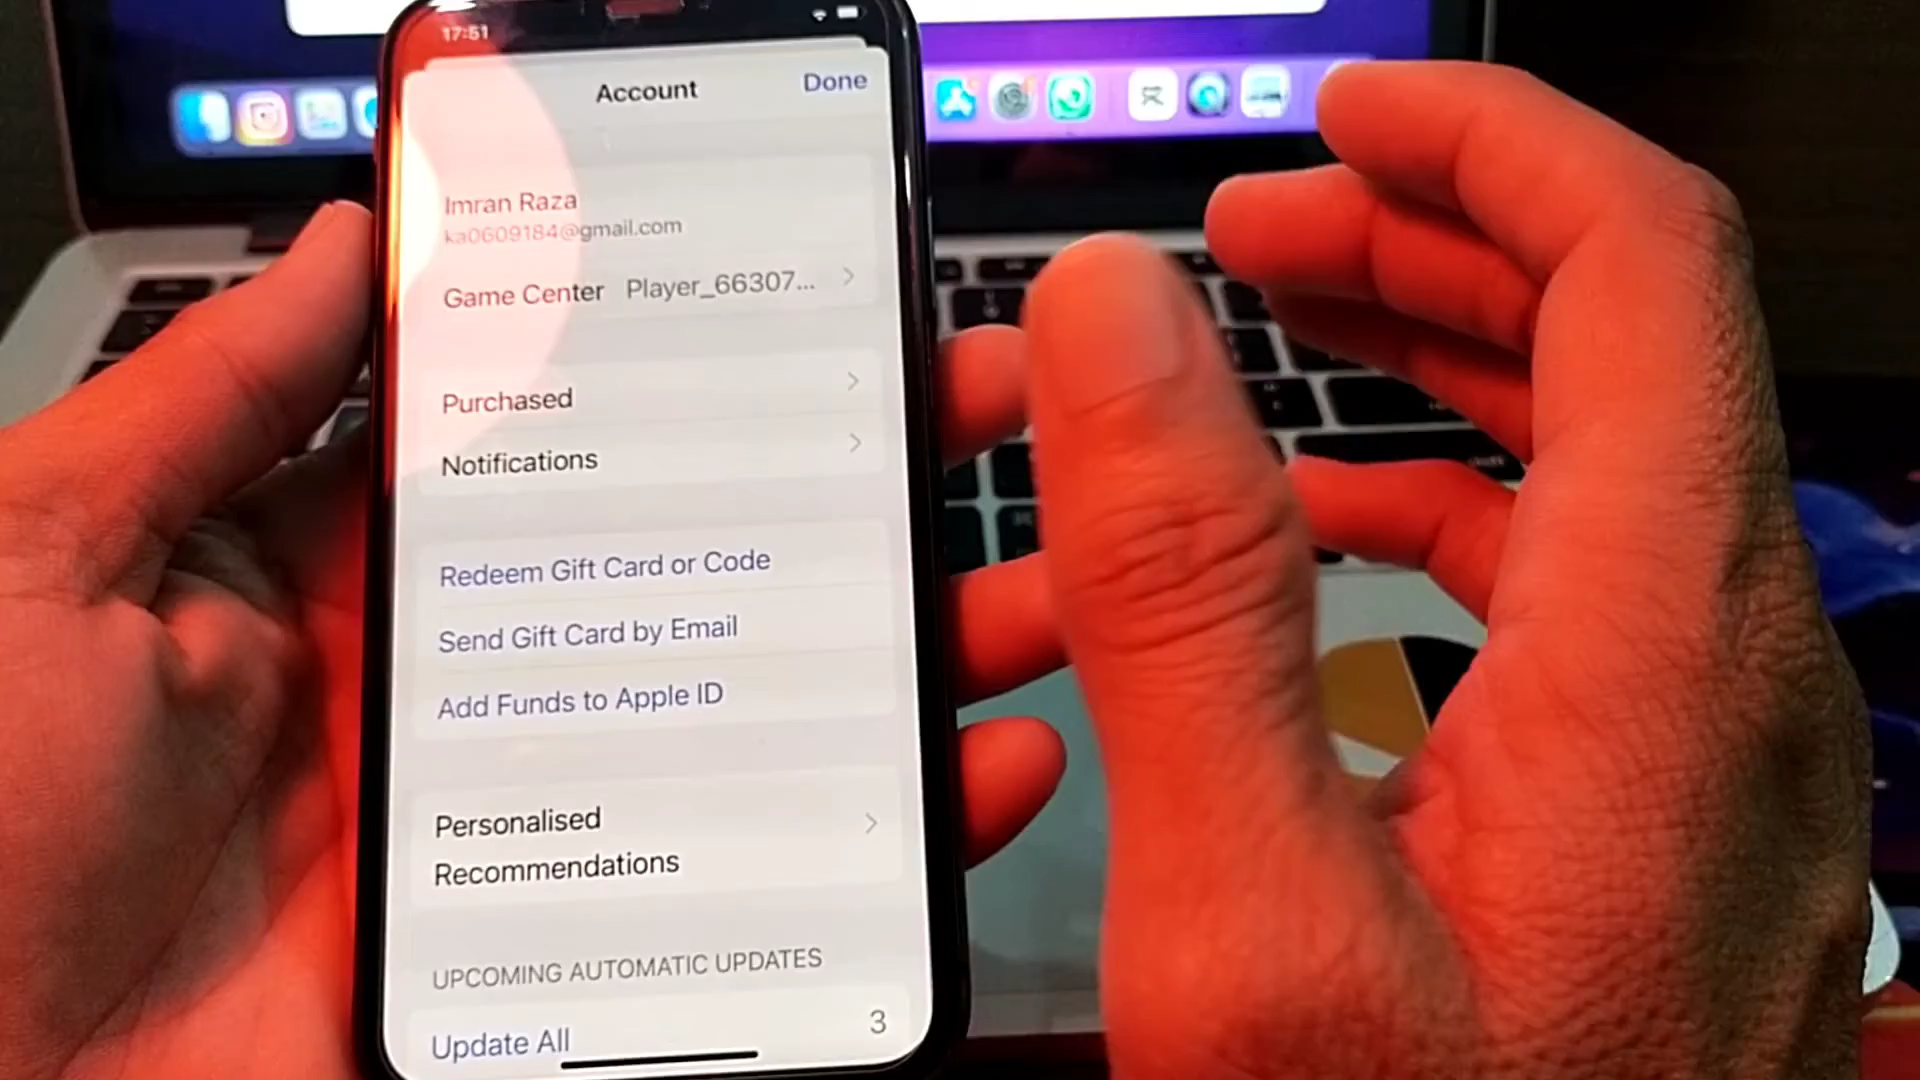 17:51
Account
Done
Imran Raza
ka0609184@gmail.com
Game Center Player_66307...
Purchased
Notifications
Redeem Gift Card or Code
Send Gift Card by Email
Add Funds to Apple ID
Personalised
Recommendations
UPCOMING AUTOMATIC UPDATES
Update All 3